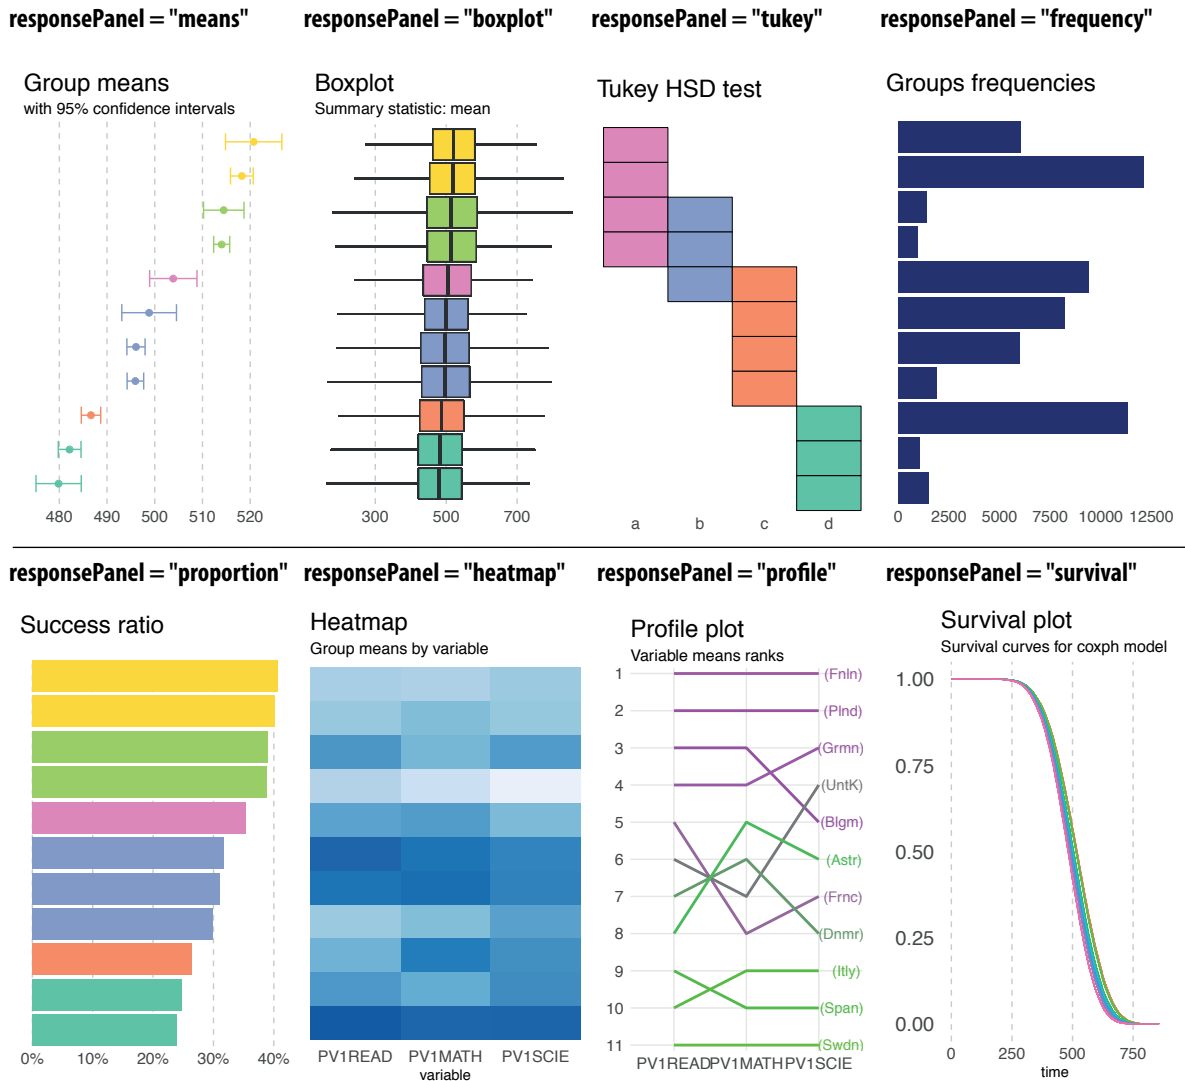 responsePanel = "means"
responsePanel = "boxplot"
responsePanel = "tukey"
responsePanel = "frequency"
Group means
with 95% confidence intervals
480 490 500 510 520
Boxplot
Summary statistic: mean
300 500 700
Tukey HSD test
a b c d
Groups frequencies
0 2500 5000 7500 10000 12500
responsePanel = "proportion"
responsePanel = "heatmap"
responsePanel = "profile"
responsePanel = "survival"
Success ratio
0% 10% 20% 30% 40%
Heatmap
Group means by variable
PV1READ PV1MATH PV1SCIE
variable
Profile plot
Variable means ranks
1 (Fnln)
2 (Plnd)
3 (Grmn)
4 (UntK)
5 (Blgm)
6 (Astr)
7 (Frnc)
8 (Dnmr)
9 (Itly)
10 (Span)
11 (Swdn)
PV1READ PV1MATH PV1SCIE
Survival plot
Survival curves for coxph model
1.00
0.75
0.50
0.25
0.00
0 250 500 750
time